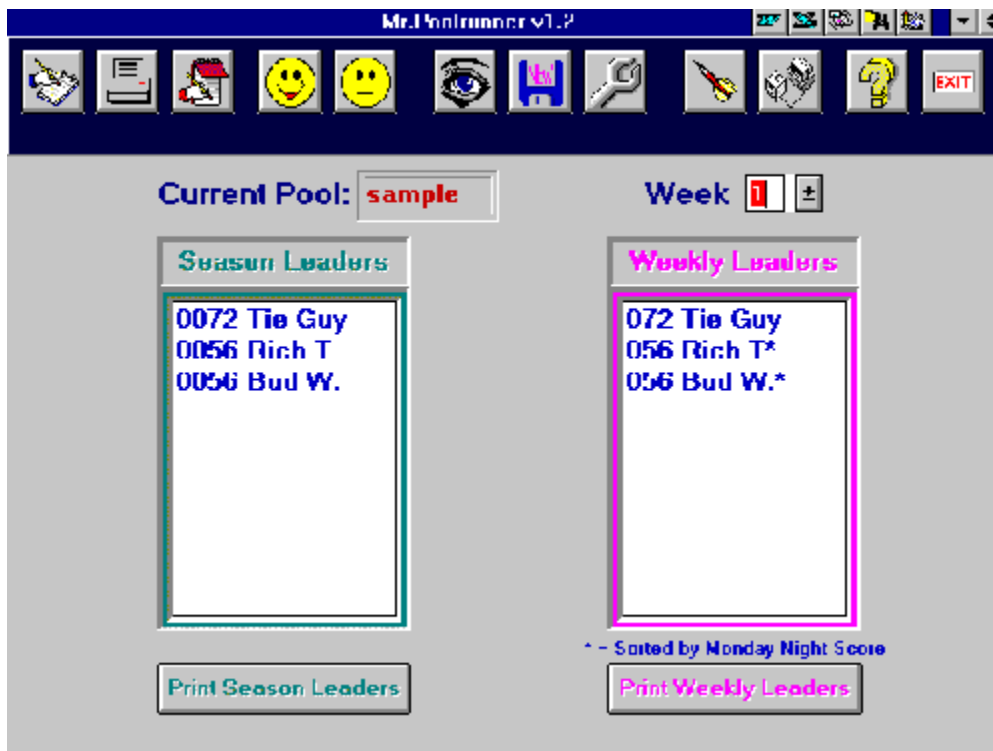 Mr.Poolrunner v1.2
New
EXIT
Current Pool: sample
Week 1 ±
Season Leaders
0072 Tie Guy
0056 Rich T
0056 Bud W.
Weekly Leaders
072 Tie Guy
056 Rich T*
056 Bud W.*
* - Sorted by Monday Night Score
Print Season Leaders
Print Weekly Leaders